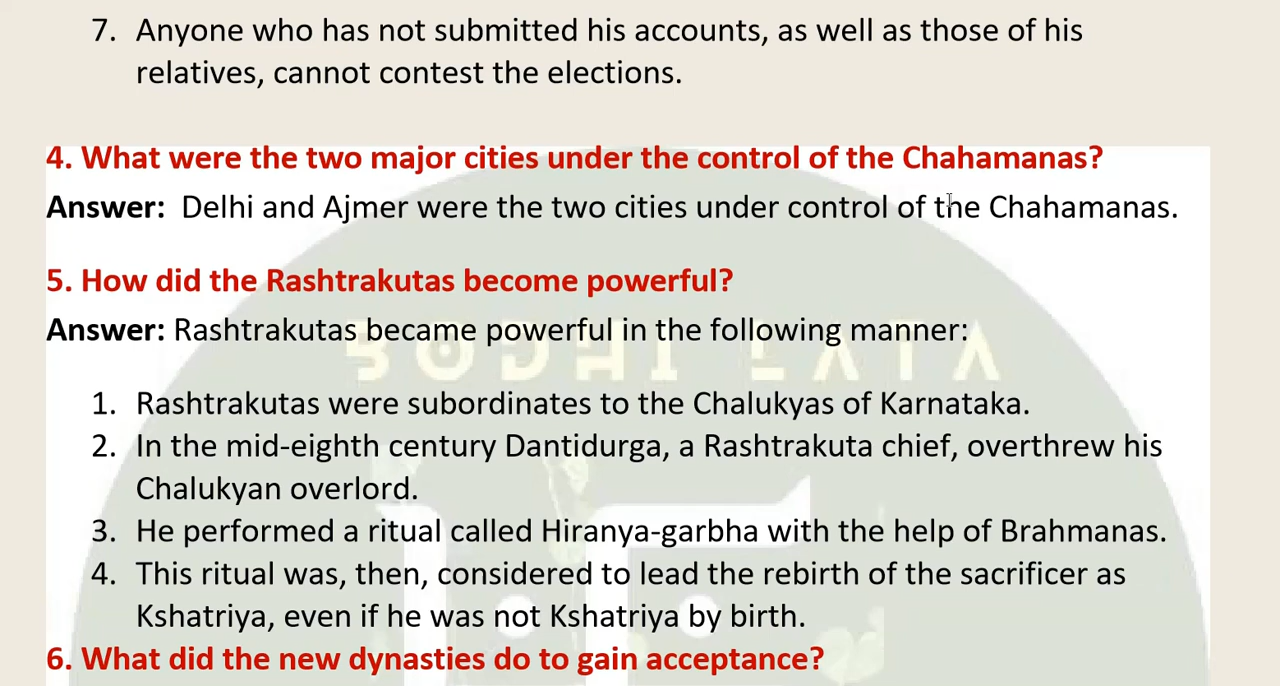 7. Anyone who has not submitted his accounts, as well as those of his
relatives, cannot contest the elections.
4. What were the two major cities under the control of the Chahamanas?
Answer: Delhi and Ajmer were the two cities under control of the Chahamanas.
5. How did the Rashtrakutas become powerful?
Answer: Rashtrakutas became powerful in the following manner:
BODHI LATA
1. Rashtrakutas were subordinates to the Chalukyas of Karnataka.
2. In the mid-eighth century Dantidurga, a Rashtrakuta chief, overthrew his
Chalukyan overlord.
3. He performed a ritual called Hiranya-garbha with the help of Brahmanas.
4. This ritual was, then, considered to lead the rebirth of the sacrificer as
Kshatriya, even if he was not Kshatriya by birth.
6. What did the new dynasties do to gain acceptance?